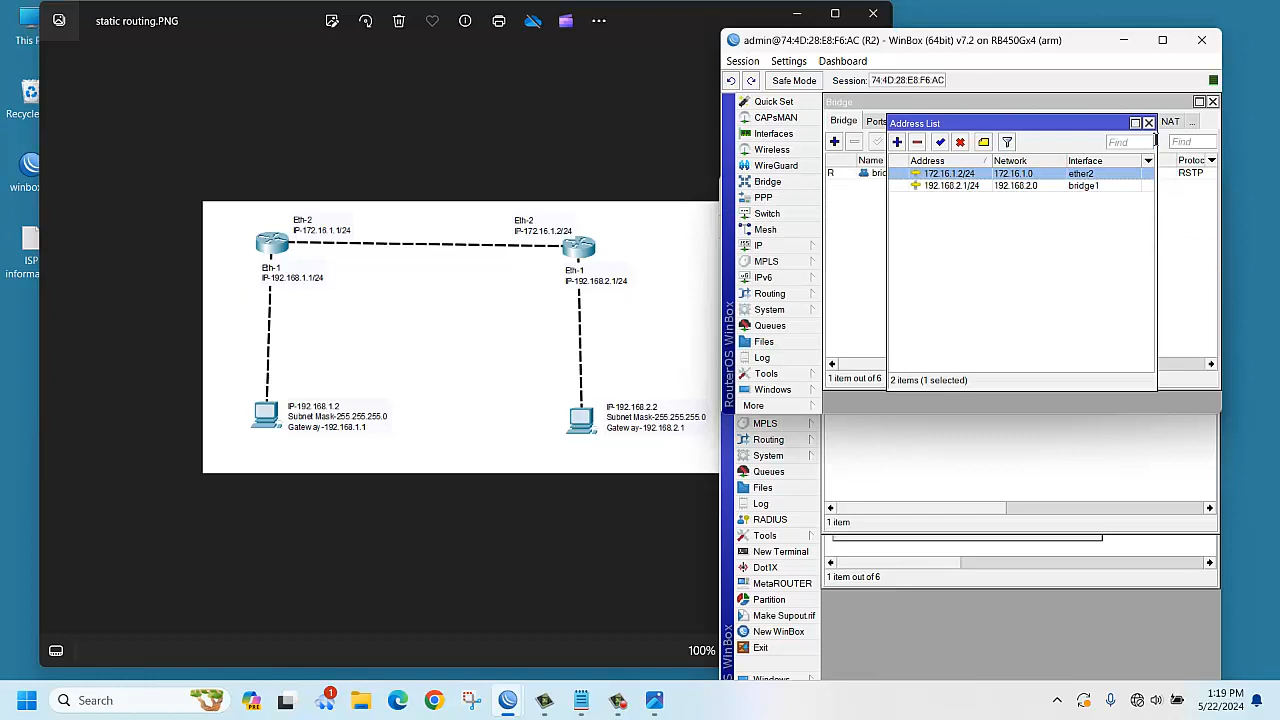 This P
Recycle
winbox
ISP
informa
static routing.PNG
Eth-2
IP-172.16.1.1/24
Eth-2
IP-172.16.1.2/24
Eth-1
IP-192.168.1.1/24
Eth-1
IP-192.168.2.1/24
IP-192.168.1.2
Subnet Mask-255.255.255.0
Gateway-192.168.1.1
IP-192.168.2.2
Subnet Mask-255.255.255.0
Gateway-192.168.2.1
100%
admin@74:4D:28:E8:F6:AC (R2) - WinBox (64bit) v7.2 on RB450Gx4 (arm)
Session Settings Dashboard
Safe Mode Session: 74:4D:28:E8:F6:AC
RouterOS WinBox
Quick Set
CAPsMAN
Interfaces
Wireless
WireGuard
Bridge
PPP
Switch
Mesh
IP
MPLS
IPv6
Routing
System
Queues
Files
Log
Tools
Windows
More
Bridge
Bridge Ports NAT ...
Find
Name Protoc
R bric RSTP
1 item out of 6
Address List
Find
Address Network Interface
172.16.1.2/24 172.16.1.0 ether2
192.168.2.1/24 192.168.2.0 bridge1
2 items (1 selected)
S WinBox
MPLS
Routing
System
Queues
Files
Log
RADIUS
Tools
New Terminal
Dot1X
MetaROUTER
Partition
Make Supout.rif
New WinBox
Exit
Windows
1 item
1 item out of 6
Search
PRE
1
1:19 PM
5/22/2024